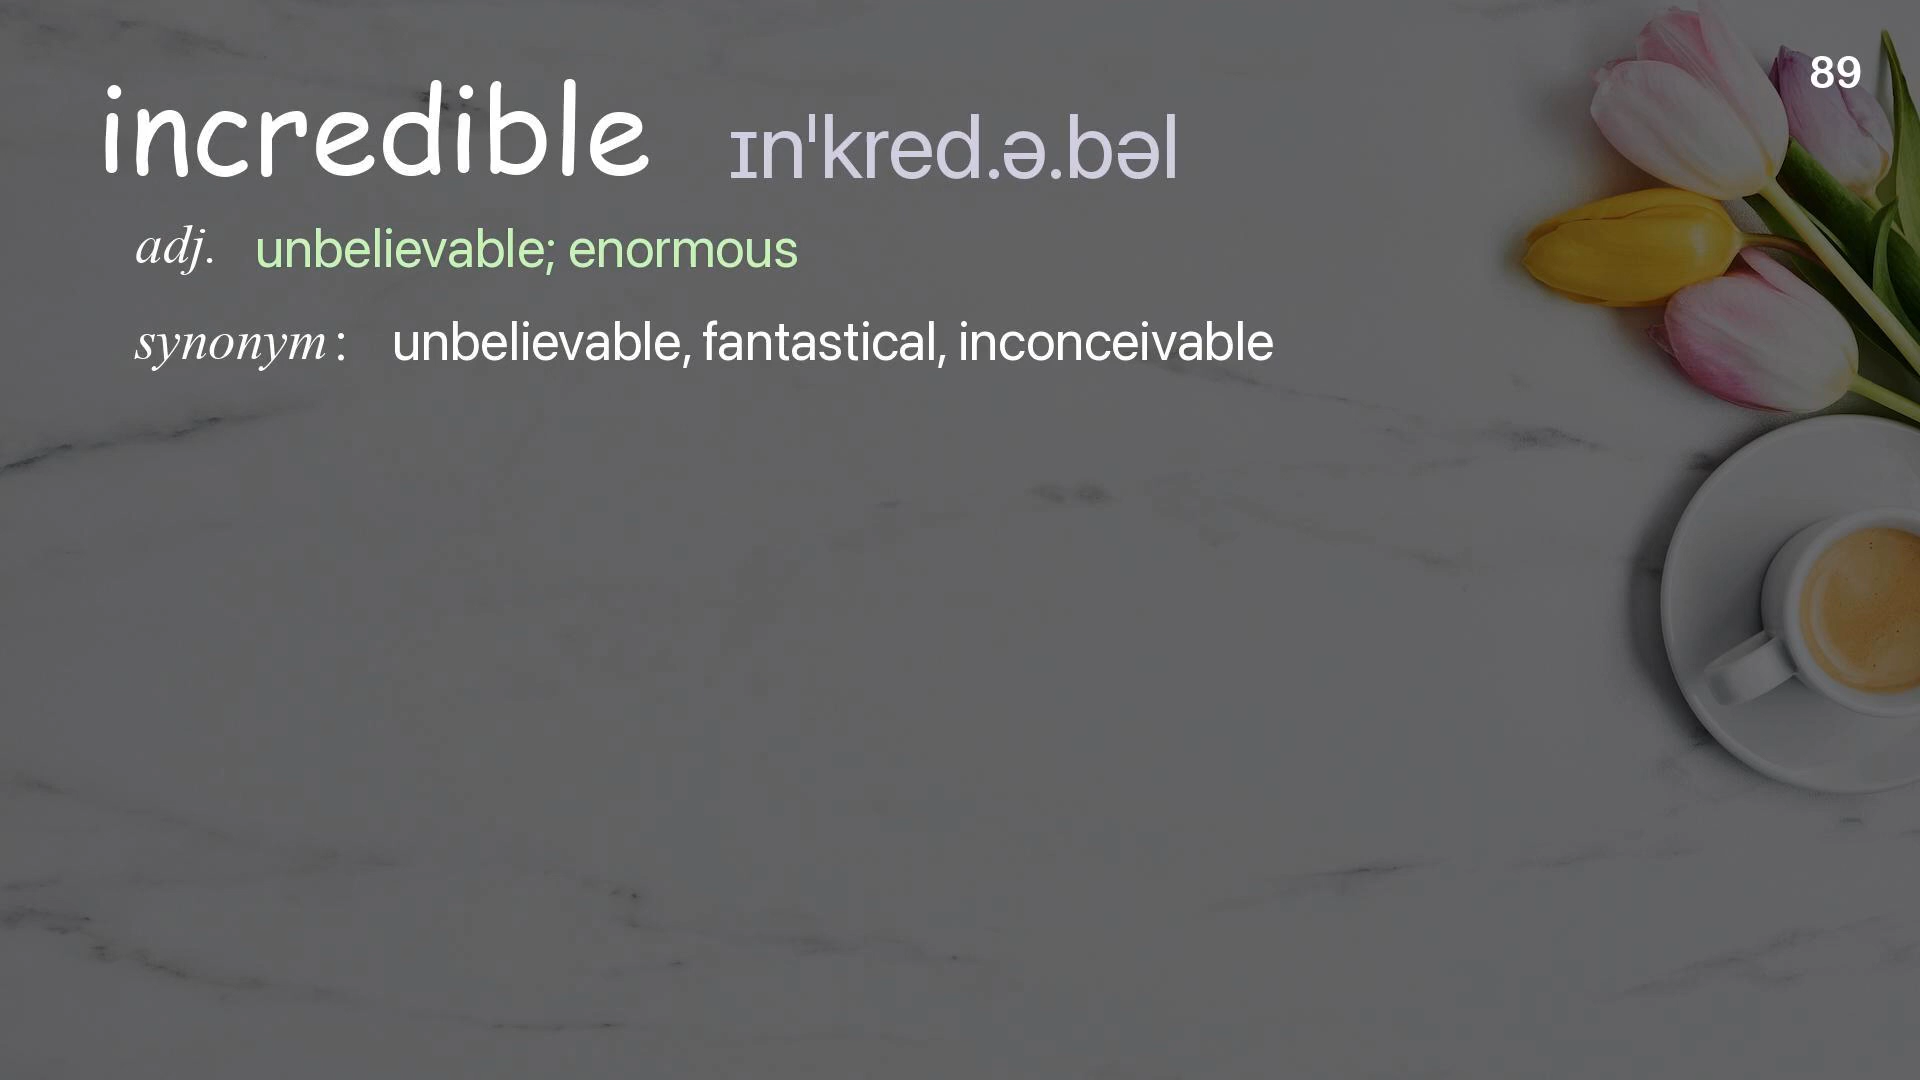 89
incredible ɪnˈkred.ə.bəl
adj. unbelievable; enormous
synonym: unbelievable, fantastical, inconceivable